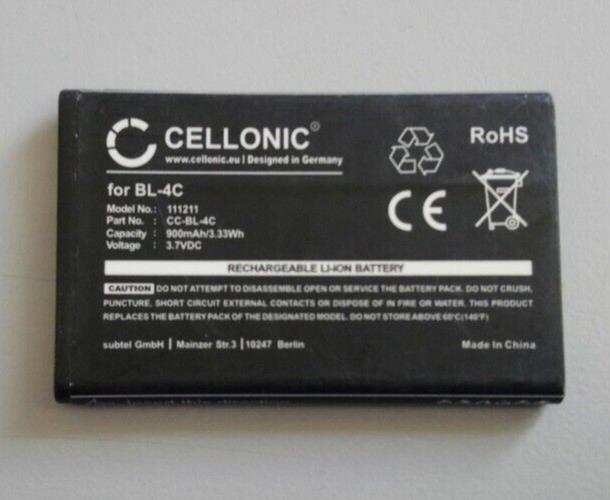 CELLONIC®
www.cellonic.eu | Designed in Germany
RoHS
for BL-4C
Model No.: 111211
Part No. : CC-BL-4C
Capacity : 900mAh/3.33Wh
Voltage : 3.7VDC
CE
RECHARGEABLE LI-ION BATTERY
CAUTION DO NOT ATTEMPT TO DISASSEMBLE OPEN OR SERVICE THE BATTERY PACK. DO NOT CRUSH,
PUNCTURE, SHORT CIRCUIT EXTERNAL CONTACTS OR DISPOSE OF IN FIRE OR WATER. THIS PRODUCT
REPLACES THE BATTERY PACK OF THE DESIGNATED MODEL. DO NOT STORE ABOVE 60°C(140°F)
subtel GmbH | Mainzer Str.3 | 10247 Berlin
Made In China